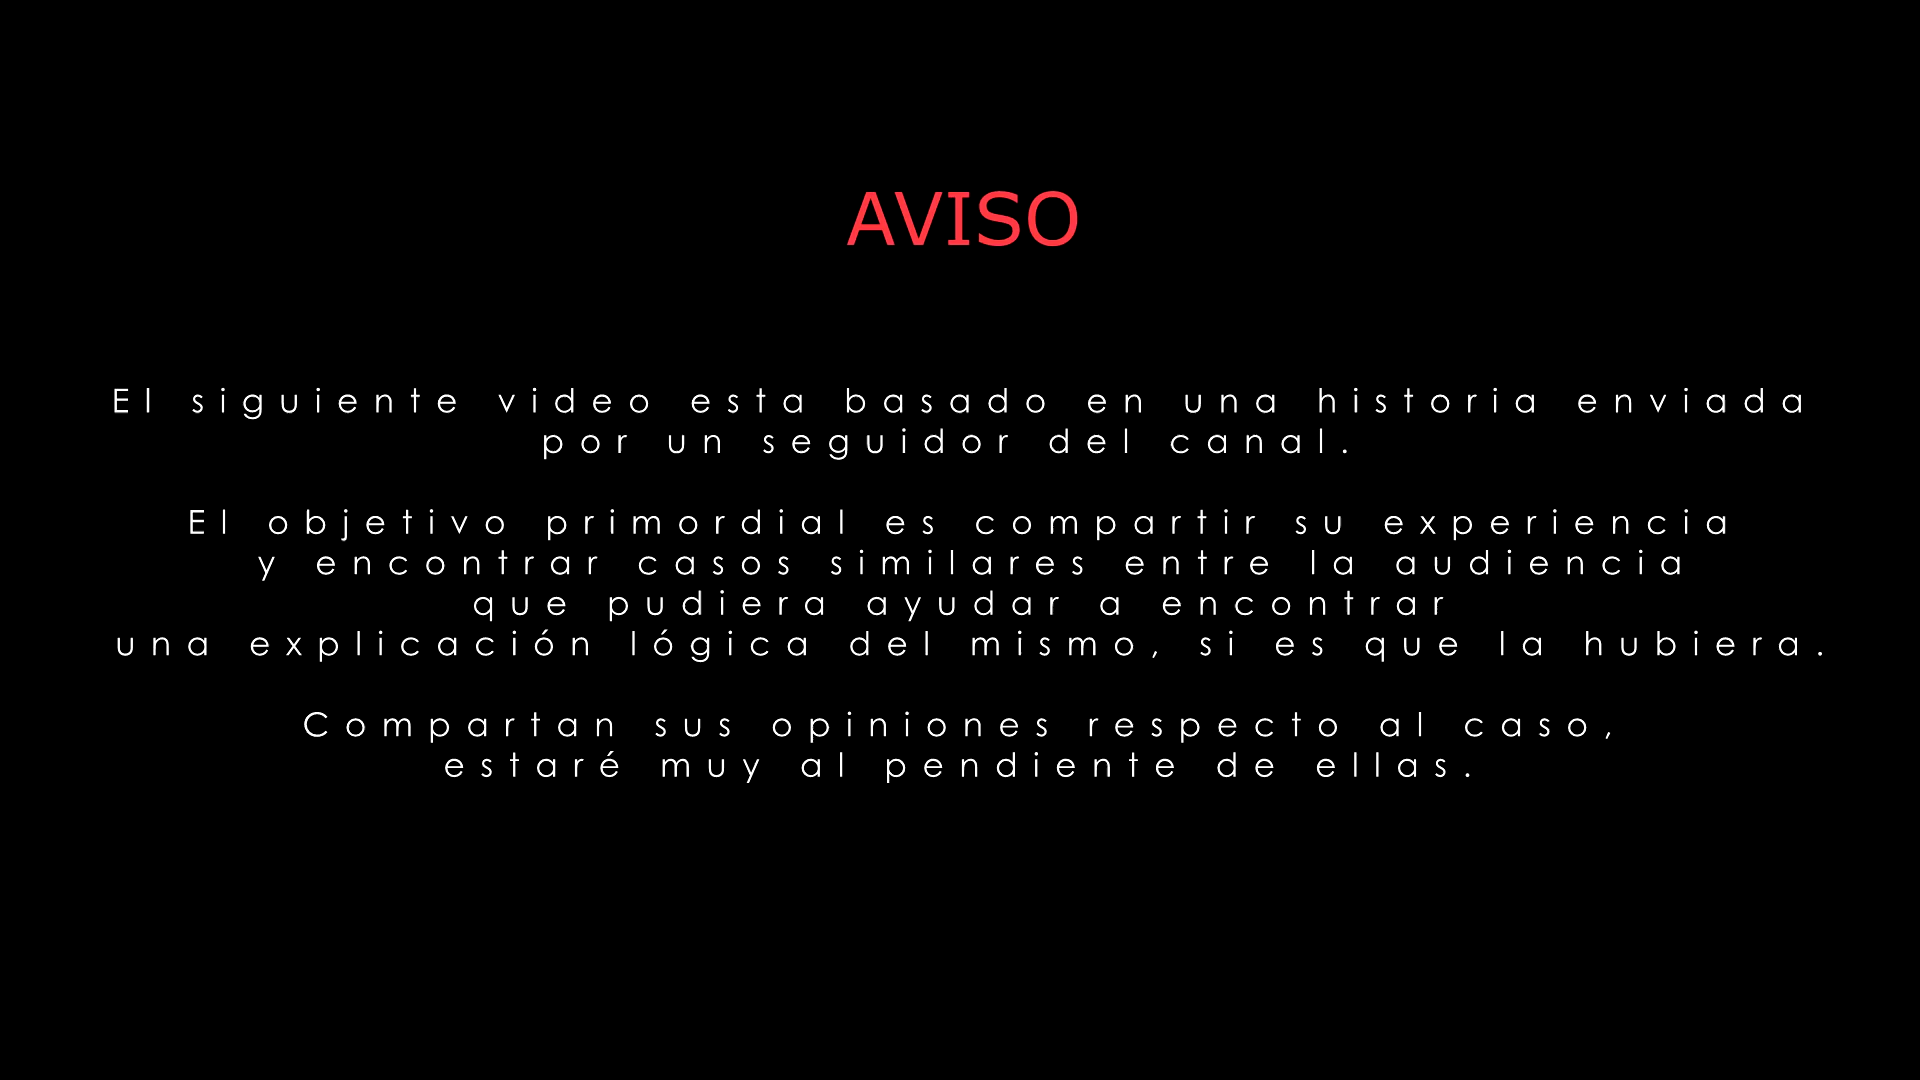 AVISO
El siguiente video esta basado en una historia enviada
por un seguidor del canal.
El objetivo primordial es compartir su experiencia
y encontrar casos similares entre la audiencia
que pudiera ayudar a encontrar
una explicación lógica del mismo, si es que la hubiera.
Compartan sus opiniones respecto al caso,
estaré muy al pendiente de ellas.